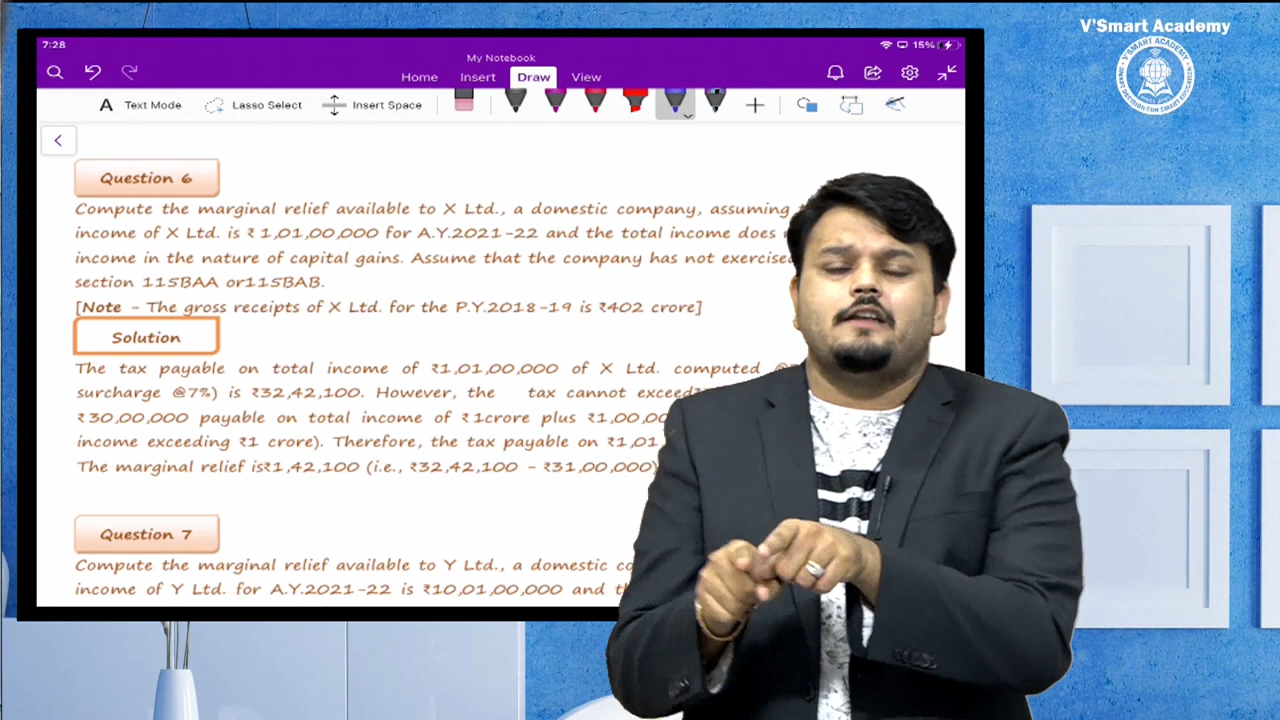 V'Smart Academy
V'SMART ACADEMY
7:28
15%
My Notebook
Home Insert Draw View
Text Mode Lasso Select Insert Space
Question 6
Compute the marginal relief available to X Ltd., a domestic company, assuming
income of X Ltd. is ₹ 1,01,00,000 for A.Y.2021-22 and the total income does
income in the nature of capital gains. Assume that the company has not exercised
section 115BAA or115BAB.
[Note - The gross receipts of X Ltd. for the P.Y.2018-19 is ₹402 crore]
Solution
The tax payable on total income of ₹1,01,00,000 of X Ltd. computed
surcharge @7%) is ₹32,42,100. However, the tax cannot exceed
₹30,00,000 payable on total income of ₹1crore plus
income exceeding ₹1 crore). Therefore, the tax payable on
The marginal relief is₹1,42,100 (i.e., ₹32,42,100 - ₹31,00,000)
Question 7
Compute the marginal relief available to Y Ltd., a domestic
income of Y Ltd. for A.Y.2021-22 is ₹10,01,00,000 and